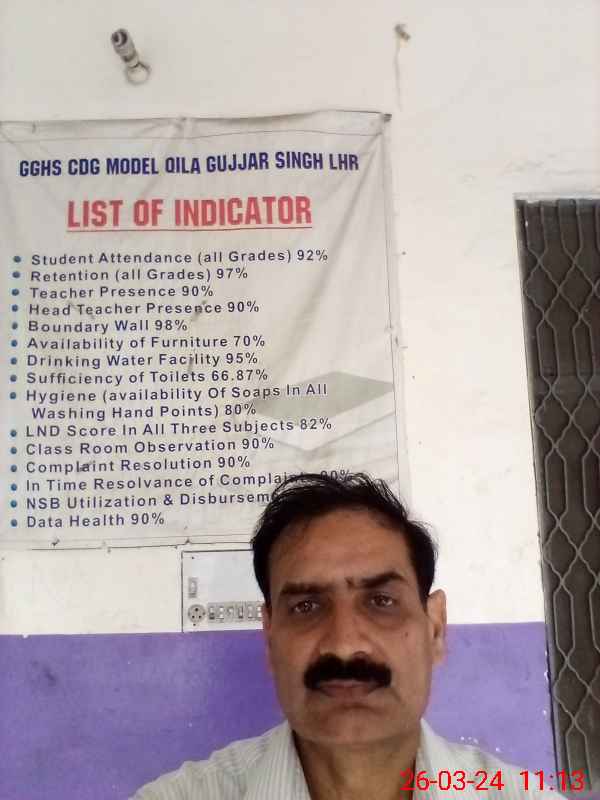 GGHS CDG MODEL QILA GUJJAR SINGH LHR
LIST OF INDICATOR
Student Attendance (all Grades) 92%
Retention (all Grades) 97%
Teacher Presence 90%
Head Teacher Presence 90%
Boundary Wall 98%
Availability of Furniture 70%
Drinking Water Facility 95%
Sufficiency of Toilets 66.87%
Hygiene (availability Of Soaps In All
Washing Hand Points) 80%
LND Score In All Three Subjects 82%
Class Room Observation 90%
Complaint Resolution 90%
In Time Resolvance of
NSB Utilization &
Data Health 90%
26-03-24 11:13